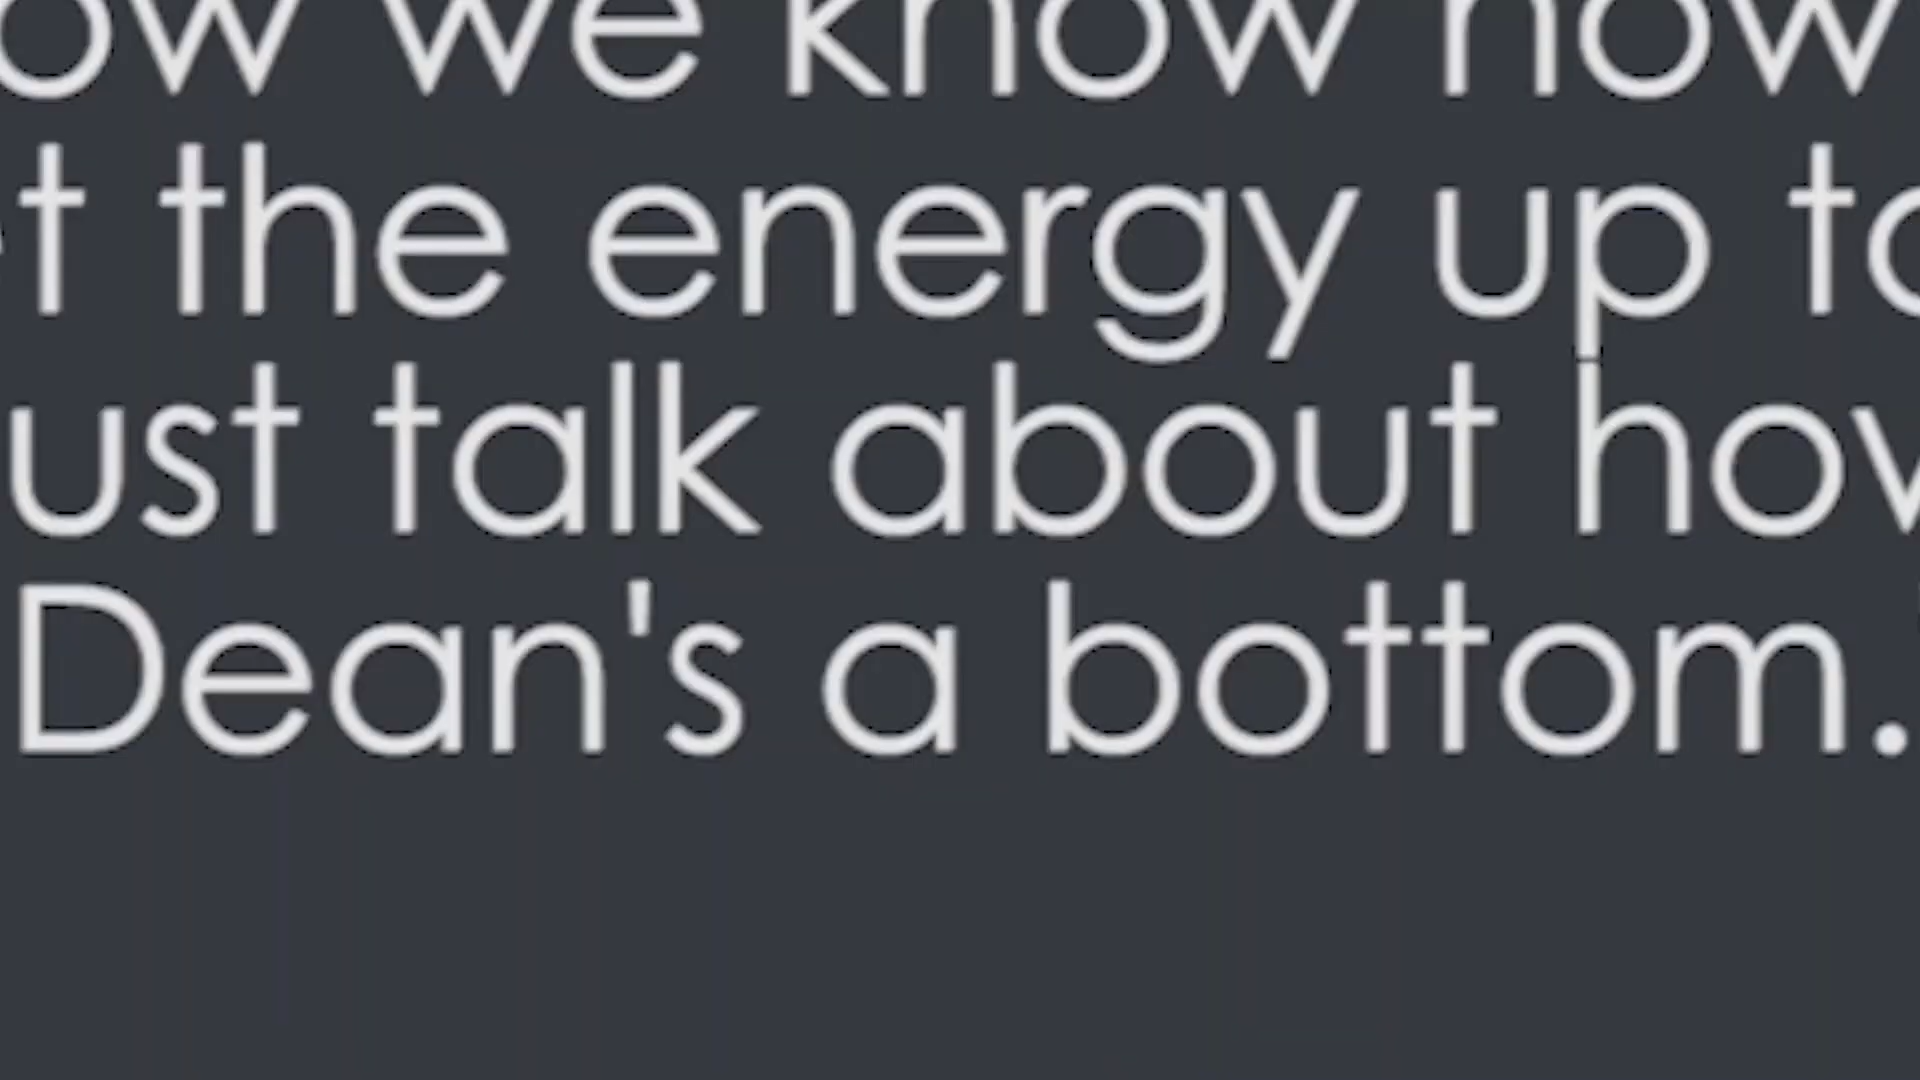 ow we know how
t the energy up to
ust talk about how
Dean's a bottom.